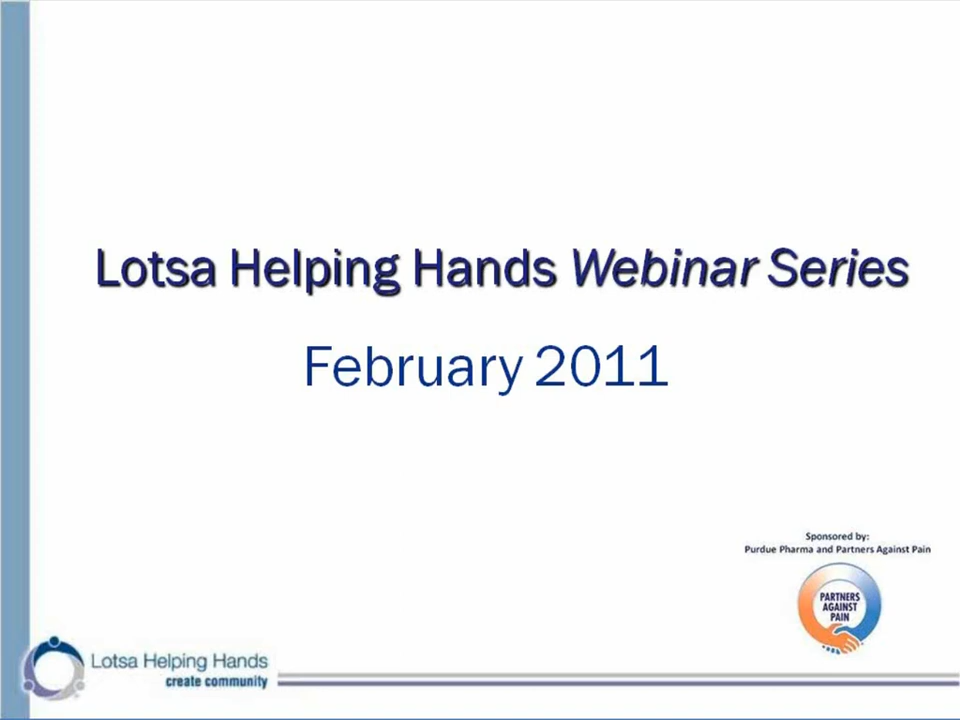 Lotsa Helping Hands Webinar Series
February 2011
Sponsored by:
Purdue Pharma and Partners Against Pain
PARTNERS
AGAINST
PAIN
Lotsa Helping Hands
create community